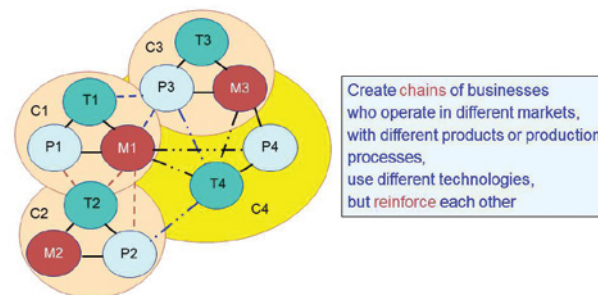 T3
C3
P3
M3
C1
T1
P1
M1
P4
T4
T2
C2
C4
M2
P2
Create chains of businesses
who operate in different markets,
with different products or production
processes,
use different technologies,
but reinforce each other